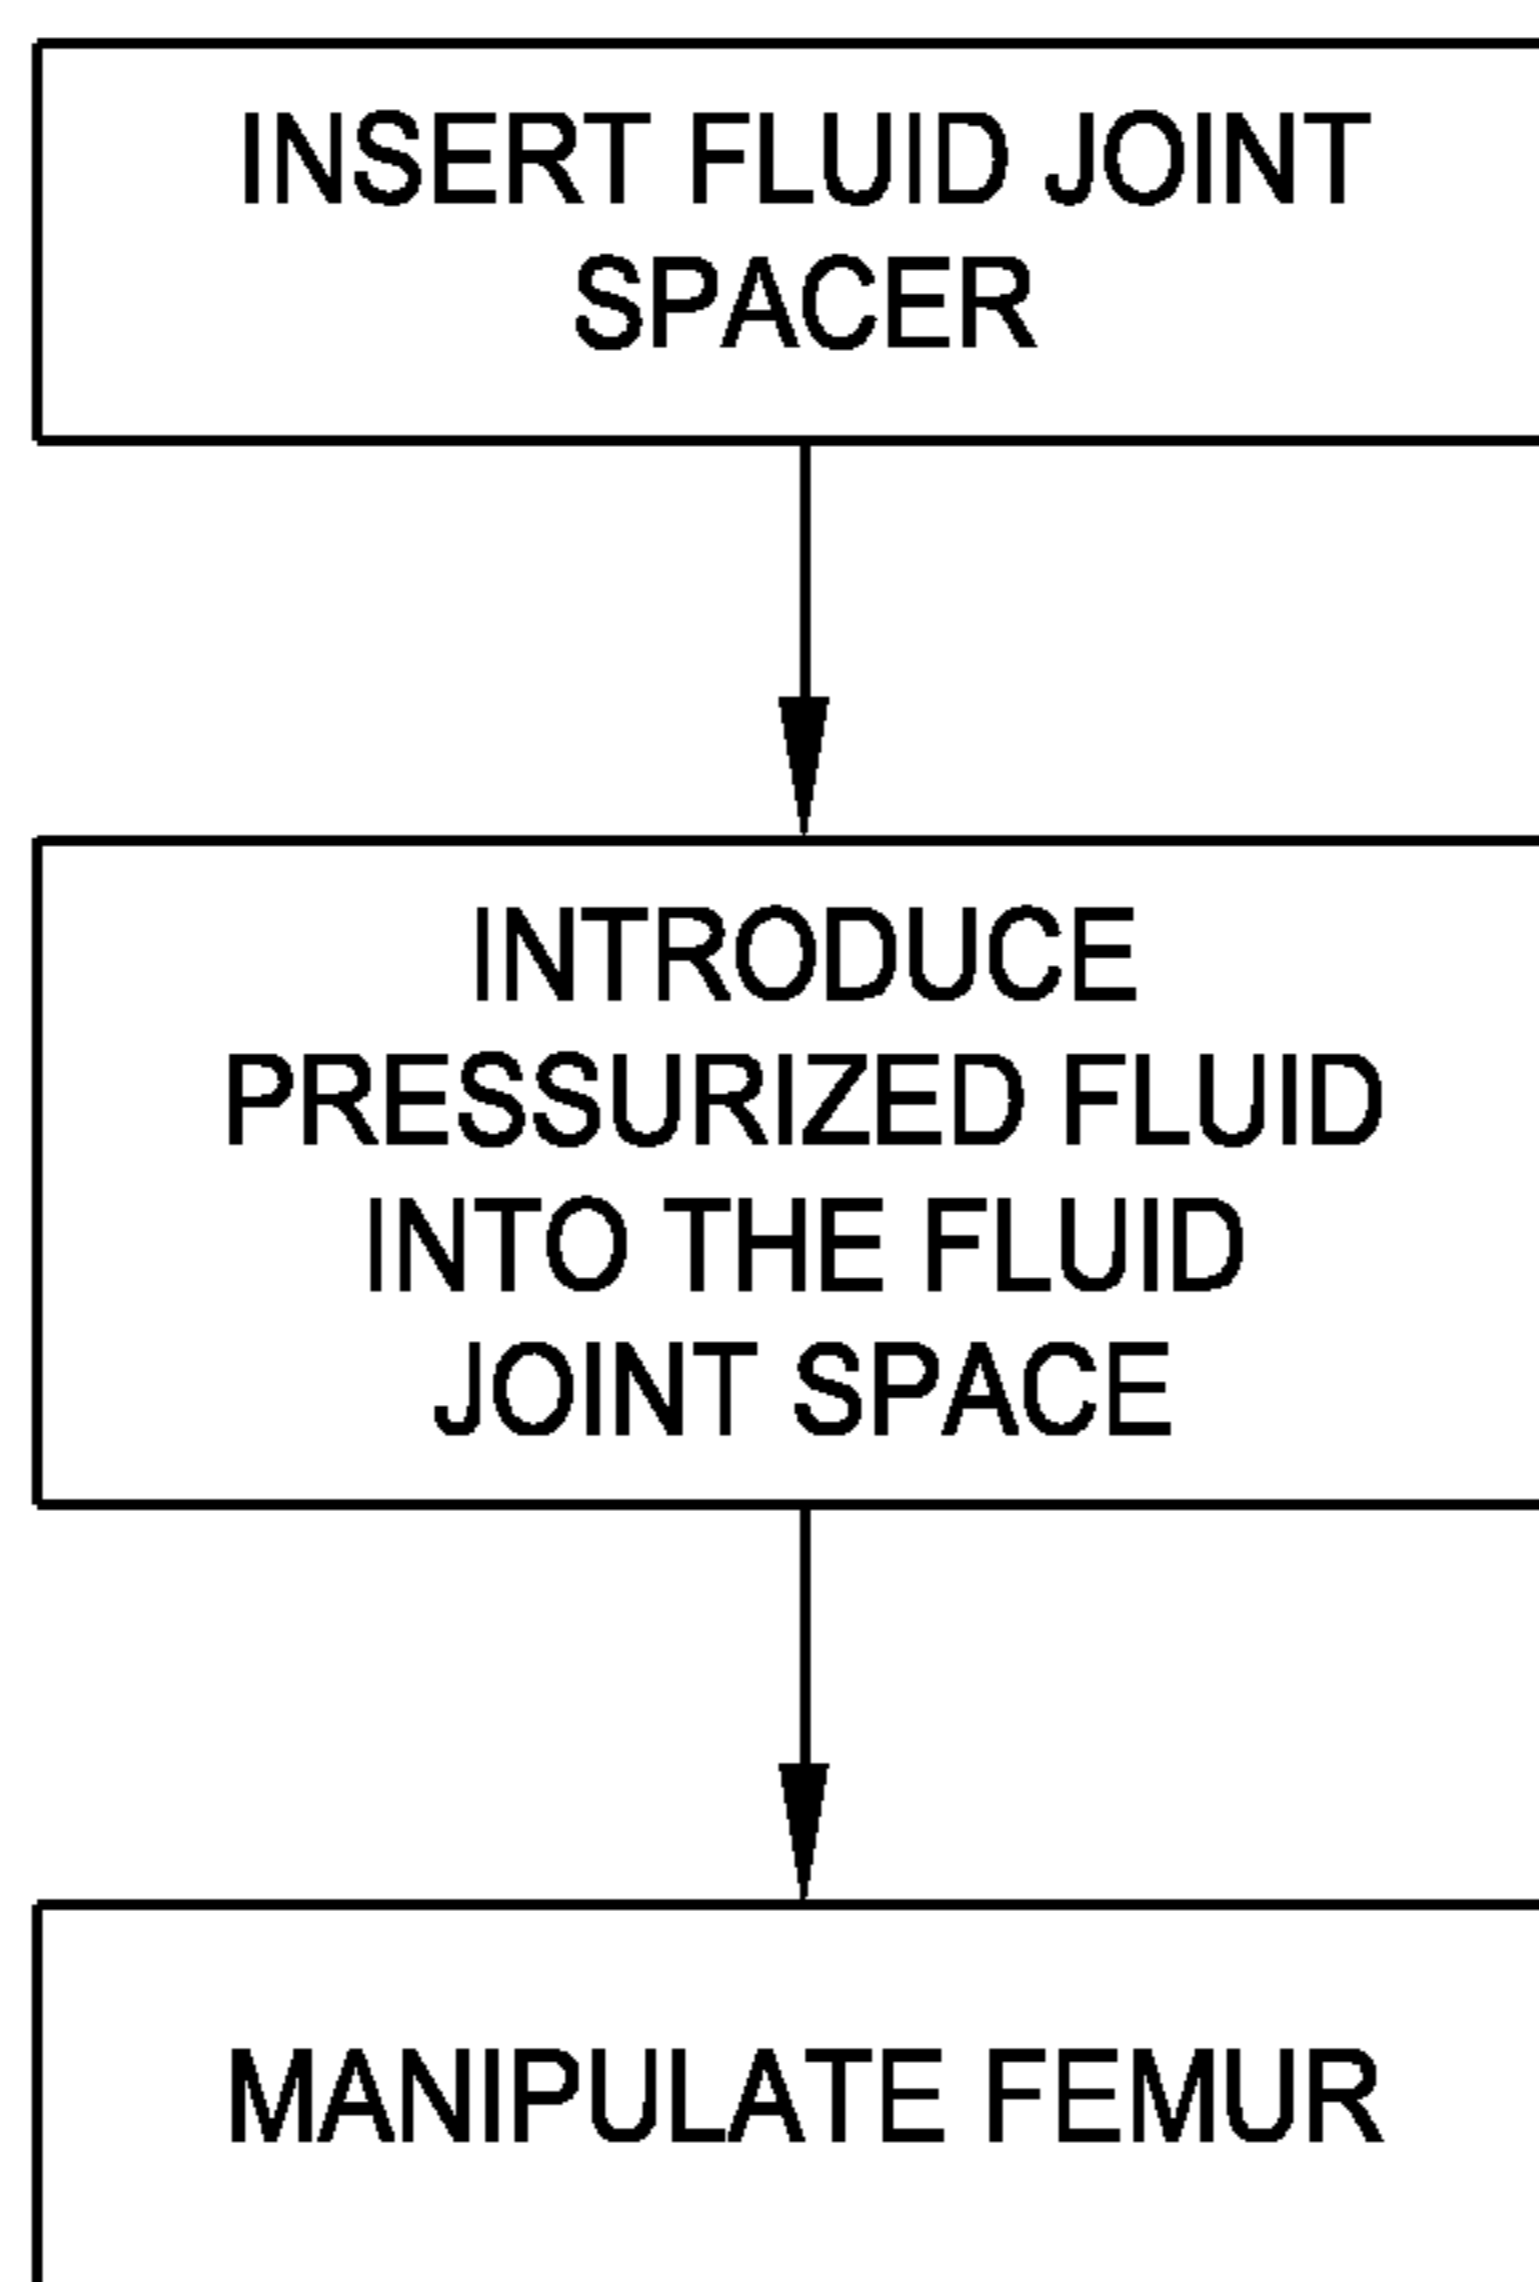 INSERT FLUID JOINT
SPACER
INTRODUCE
PRESSURIZED FLUID
INTO THE FLUID
JOINT SPACE
MANIPULATE FEMUR